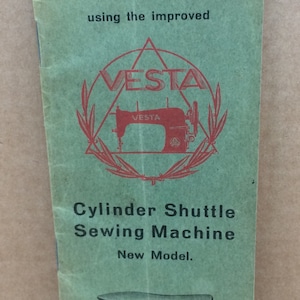 using the improved
VESTA
VESTA
Cylinder Shuttle
Sewing Machine
New Model.